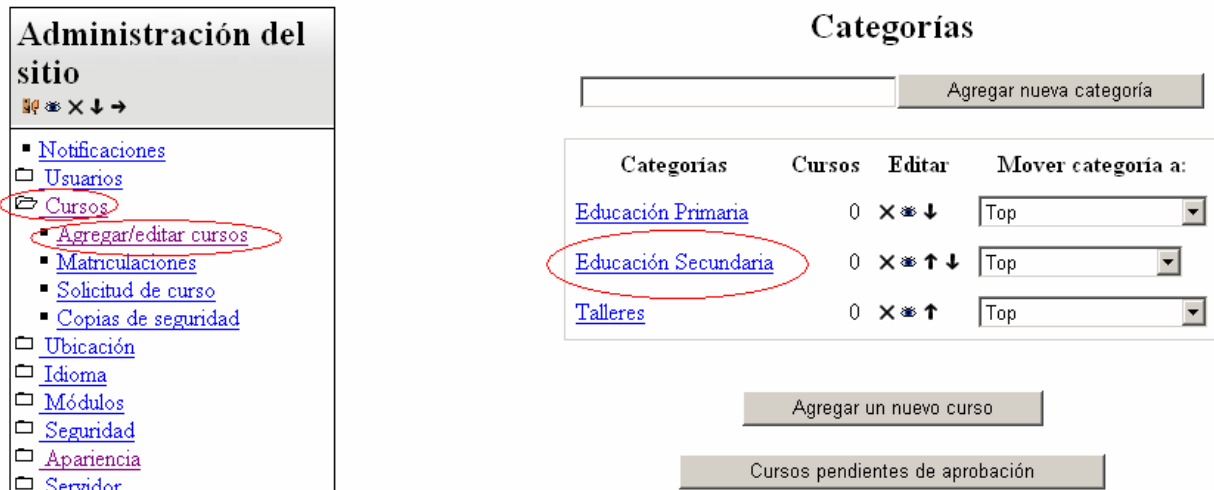 Administración del
sitio
Notificaciones
Usuarios
Cursos
Agregar/editar cursos
Matriculaciones
Solicitud de curso
Copias de seguridad
Ubicación
Idioma
Módulos
Seguridad
Apariencia
Servidor
Categorías
Agregar nueva categoría
Categorías Cursos Editar Mover categoría a:
Educación Primaria 0 Top
Educación Secundaria 0 Top
Talleres 0 Top
Agregar un nuevo curso
Cursos pendientes de aprobación